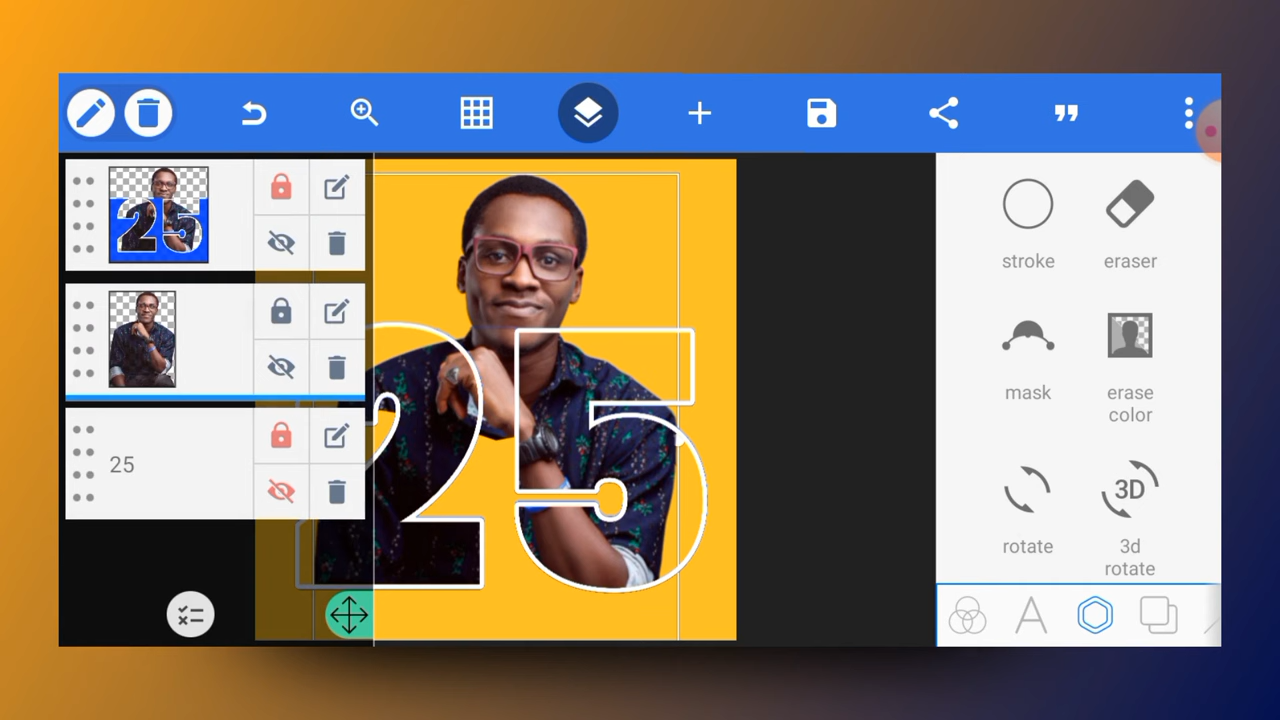 25
25
25
stroke
eraser
mask
erase
color
3D
rotate
3d
rotate
A